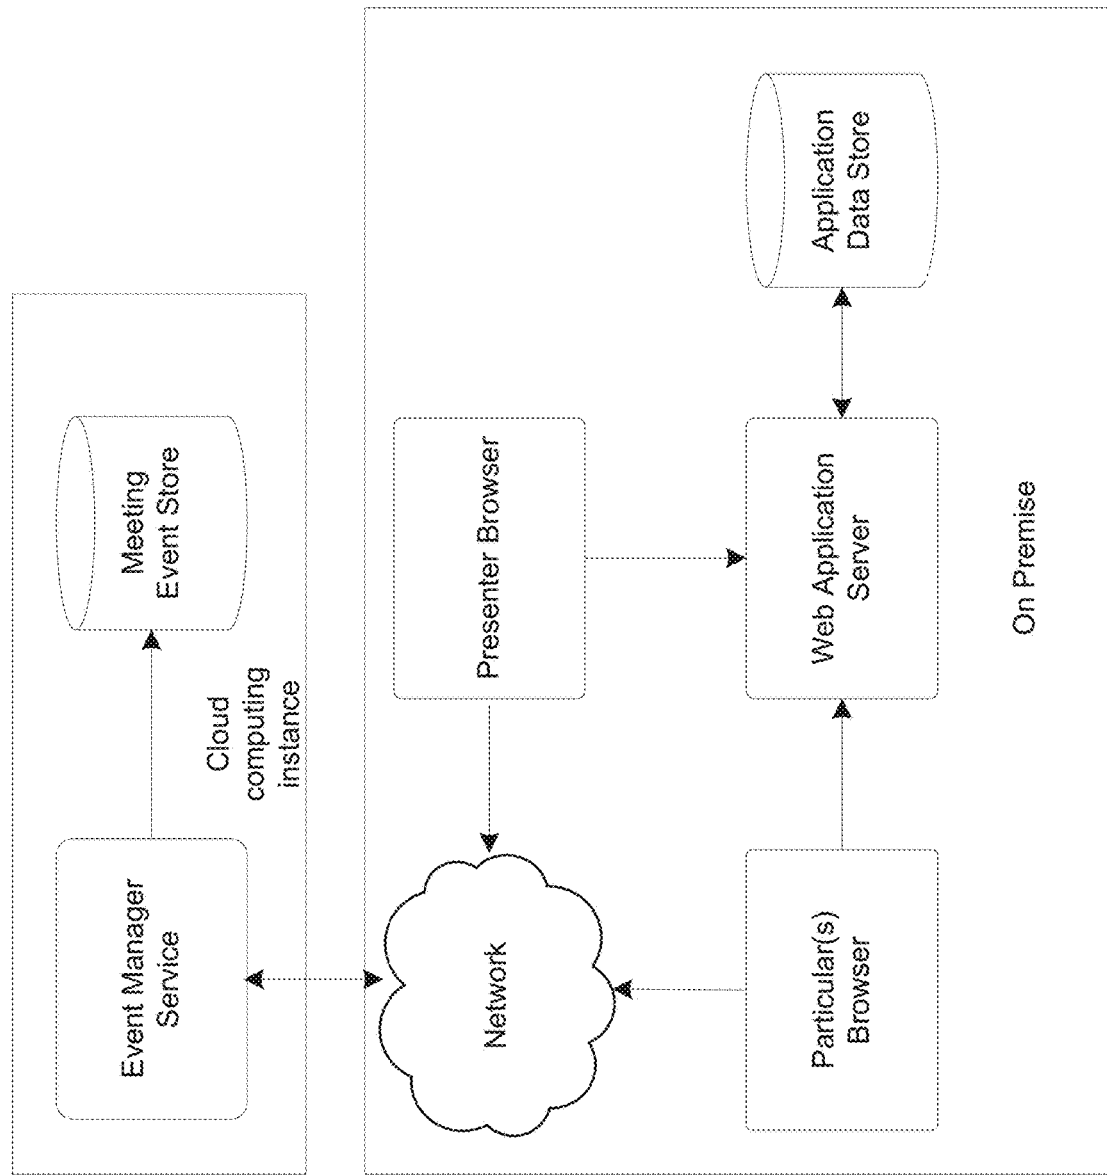 Event Manager
Service
Meeting
Event Store
Cloud
computing
instance
Network
Presenter Browser
Particular(s)
Browser
Web Application
Server
Application
Data Store
On Premise